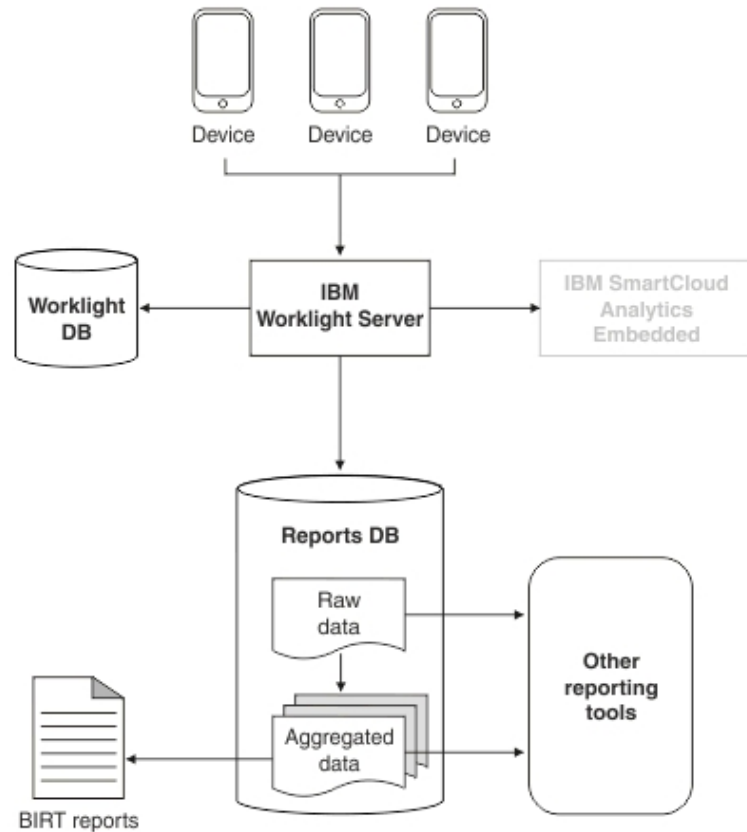 Device
Device
Device
Worklight
DB
IBM
Worklight Server
IBM SmartCloud
Analytics
Embedded
Reports DB
Raw
data
Aggregated
data
Other
reporting
tools
BIRT reports